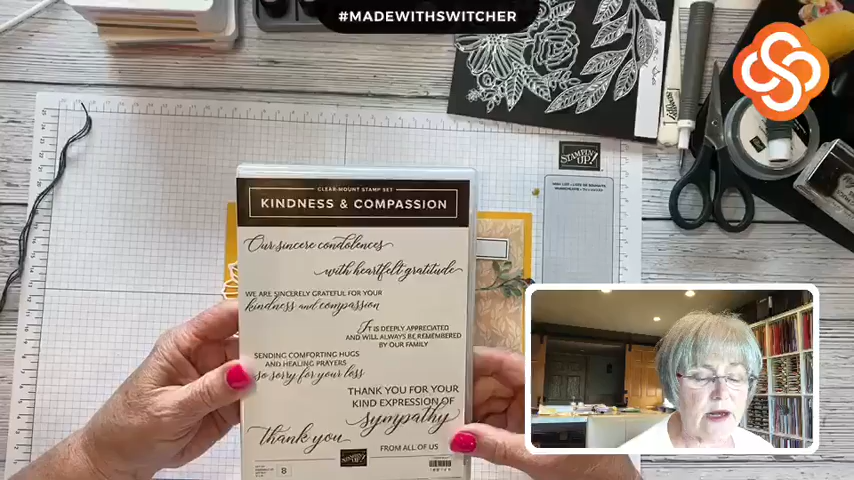 #MADEWITHSWITCHER
CLEAR-MOUNT STAMP SET
KINDNESS & COMPASSION
Our sincere condolences
with heartfelt gratitude
WE ARE SINCERELY GRATEFUL FOR YOUR
kindness and compassion
IT IS DEEPLY APPRECIATED
AND WILL ALWAYS BE REMEMBERED
BY OUR FAMILY
SENDING COMFORTING HUGS
AND HEALING PRAYERS
so sorry for your loss
THANK YOU FOR YOUR
KIND EXPRESSION OF
sympathy
thank you
FROM ALL OF US
STAMPIN' UP!
8
STAMPIN' UP!